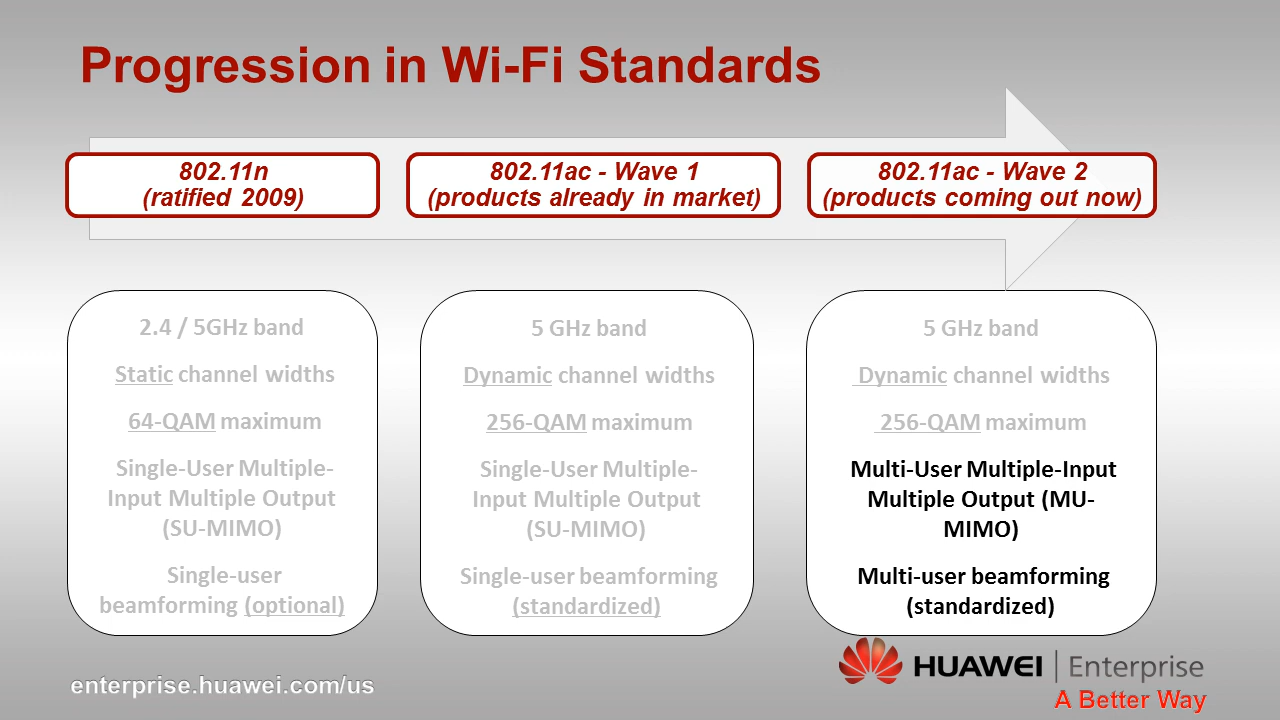 Progression in Wi-Fi Standards
802.11n
(ratified 2009)
802.11ac - Wave 1
(products already in market)
802.11ac - Wave 2
(products coming out now)
2.4 / 5GHz band
Static channel widths
64-QAM maximum
Single-User Multiple-
Input Multiple Output
(SU-MIMO)
Single-user
beamforming (optional)
5 GHz band
Dynamic channel widths
256-QAM maximum
Single-User Multiple-
Input Multiple Output
(SU-MIMO)
Single-user beamforming
(standardized)
5 GHz band
Dynamic channel widths
256-QAM maximum
Multi-User Multiple-Input
Multiple Output (MU-
MIMO)
Multi-user beamforming
(standardized)
enterprise.huawei.com/us
HUAWEI | Enterprise
A Better Way